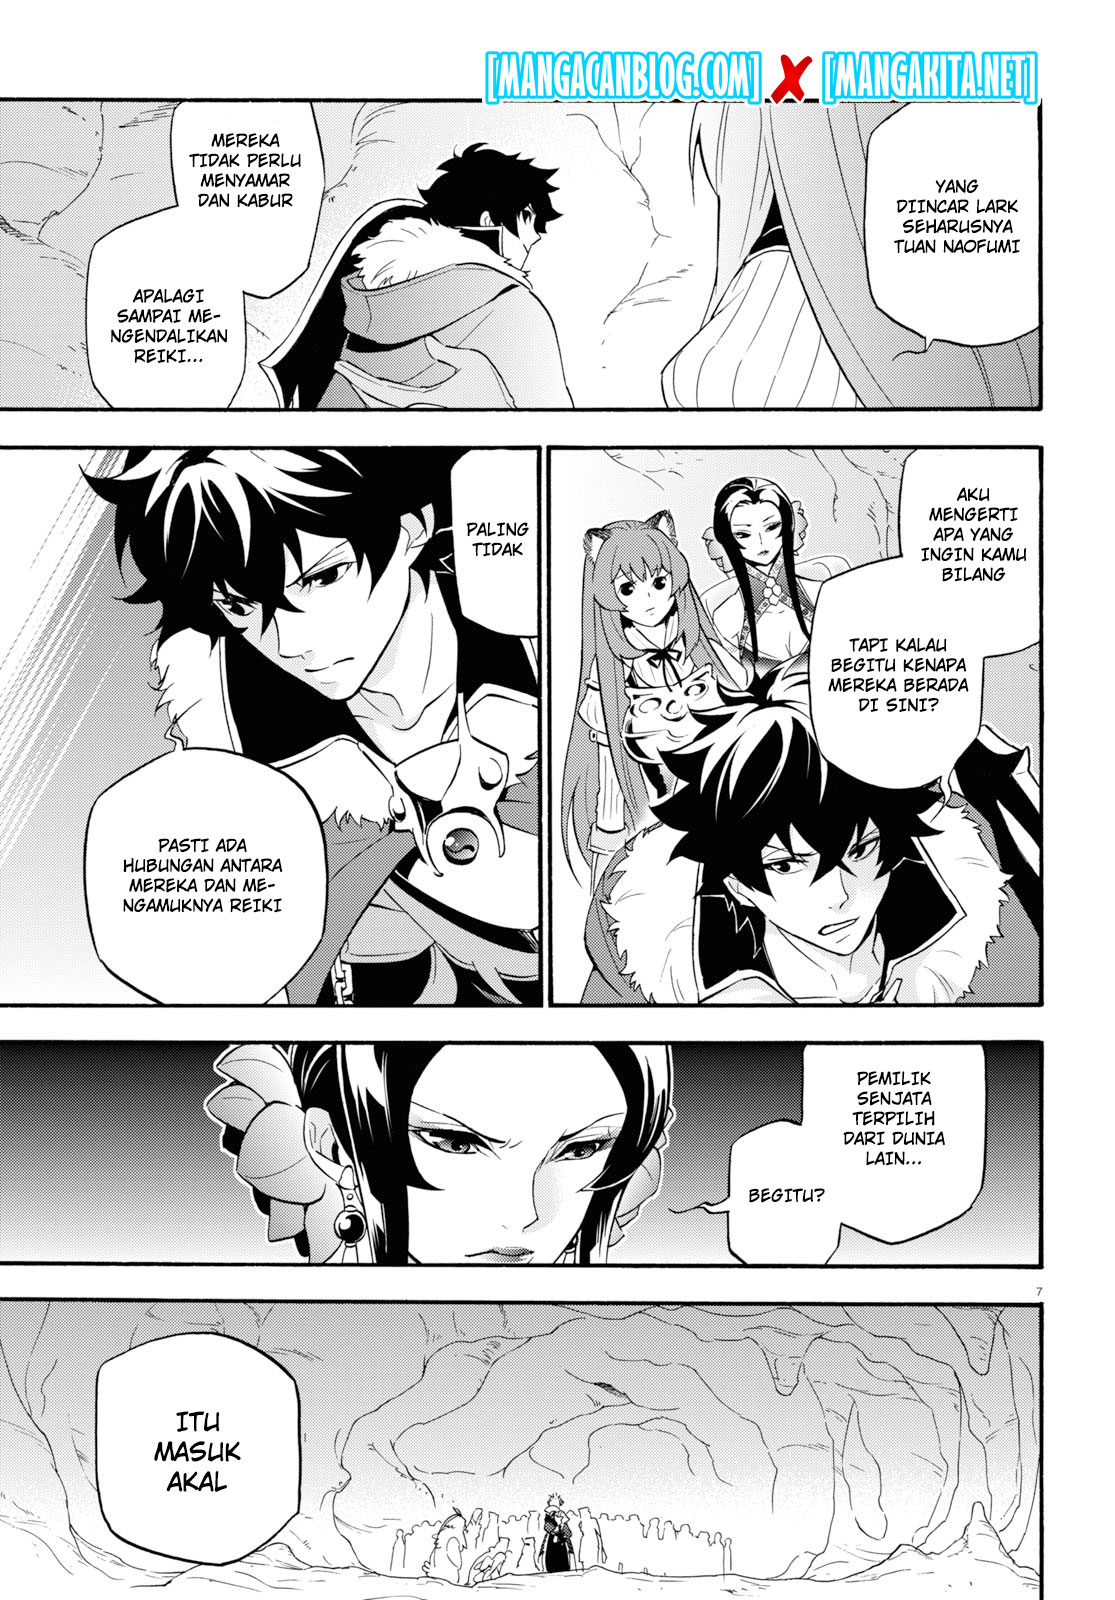 [MANGACANBLOG.COM] X [MANGAKITA.NET]
YANG
DIINCAR LARK
SEHARUSNYA
TUAN NAOFUMI
MEREKA
TIDAK PERLU
MENYAMAR
DAN KABUR
APALAGI
SAMPAI ME-
NGENDALIKAN
REIKI...
AKU
MENGERTI
APA YANG
INGIN KAMU
BILANG
TAPI KALAU
BEGITU KENAPA
MEREKA BERADA
DI SINI?
PALING
TIDAK
PASTI ADA
HUBUNGAN ANTARA
MEREKA DAN ME-
NGAMUKNYA REIKI
PEMILIK
SENJATA
TERPILIH
DARI DUNIA
LAIN...
BEGITU?
7
ITU
MASUK
AKAL